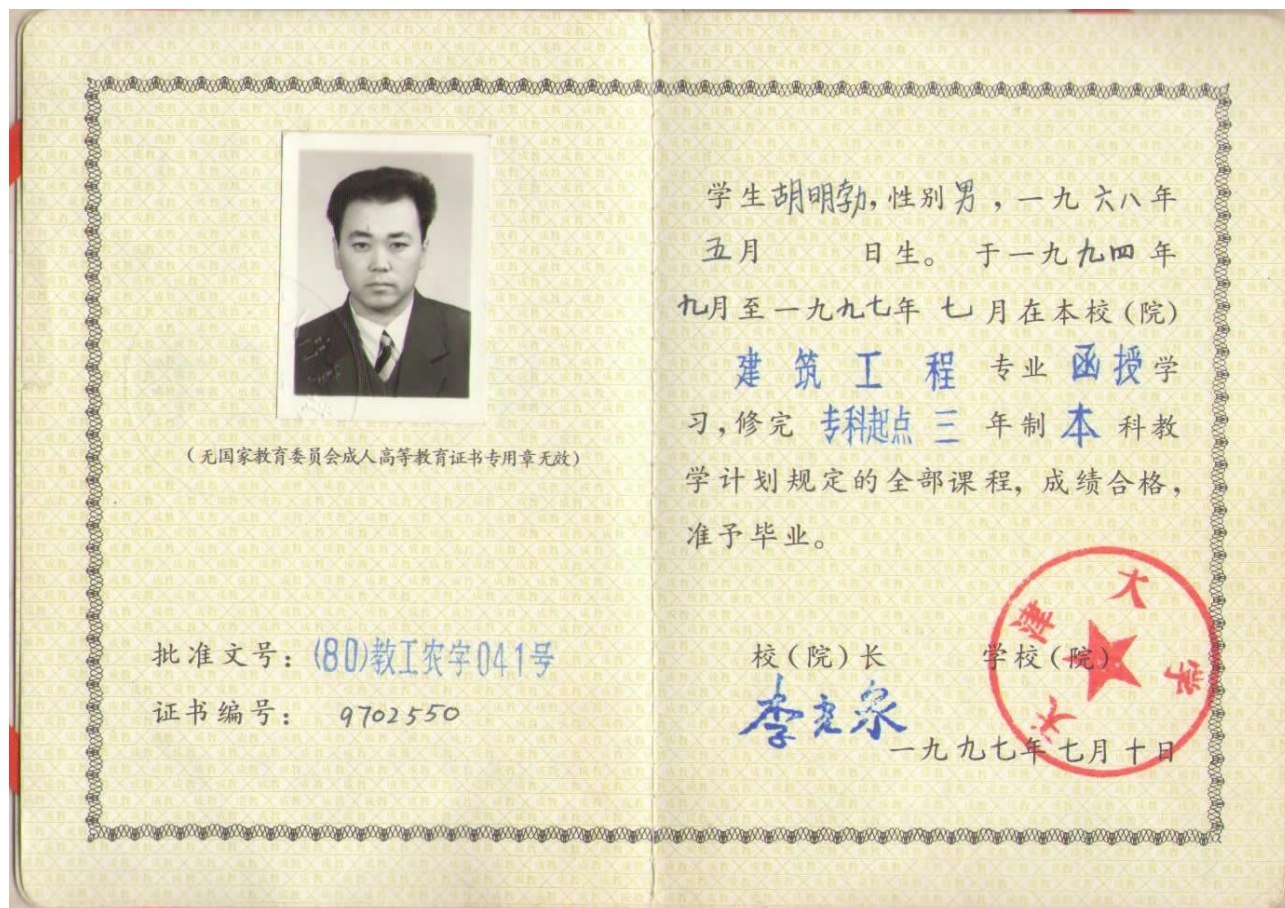 (无国家教育委员会成人高等教育证书专用章无效)
批准文号：(80)教工农字041号
证书编号： 9702550
学生胡明勃,性别男,一九六八年
五月 日生。于一九九四年
九月至一九九七年七月在本校(院)
建筑工程 专业 函授学
习,修完 专科起点三 年制 本 科教
学计划规定的全部课程,成绩合格,
准予毕业。
校(院)长 学校(院)
天津大学
一九九七年七月十日